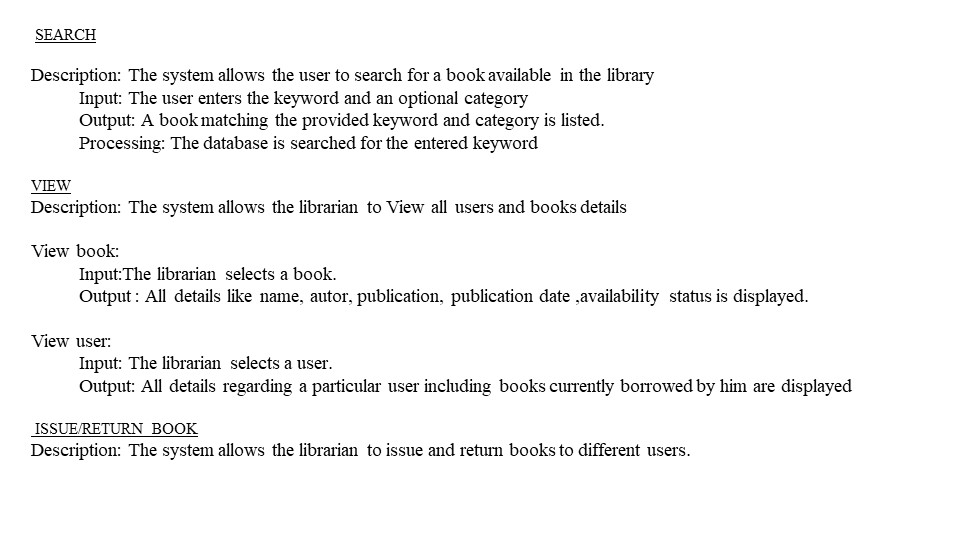 SEARCH
Description: The system allows the user to search for a book available in the library
Input: The user enters the keyword and an optional category
Output: A book matching the provided keyword and category is listed.
Processing: The database is searched for the entered keyword
VIEW
Description: The system allows the librarian to View all users and books details
View book:
Input:The librarian selects a book.
Output : All details like name, autor, publication, publication date ,availability status is displayed.
View user:
Input: The librarian selects a user.
Output: All details regarding a particular user including books currently borrowed by him are displayed
ISSUE/RETURN BOOK
Description: The system allows the librarian to issue and return books to different users.